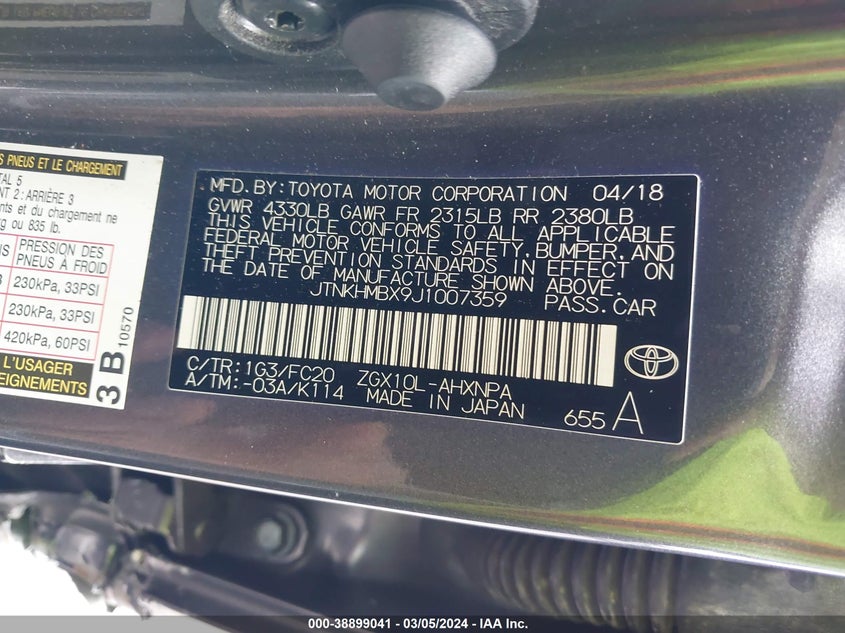 S PNEUS ET LE CHARGEMENT
TAL 5
NT 2: ARRIÈRE 3
ents et du chargement ne
rg ou 835 lb.
PRESSION DES
PNEUS À FROID
230kPa, 33PSI
230kPa, 33PSI
420kPa, 60PSI
L'USAGER
EIGNEMENTS
3 B 10570
MFD. BY: TOYOTA MOTOR CORPORATION 04/18
GVWR 4330LB GAWR FR 2315LB RR 2380LB
THIS VEHICLE CONFORMS TO ALL APPLICABLE
FEDERAL MOTOR VEHICLE SAFETY, BUMPER, AND
THEFT PREVENTION STANDARDS IN EFFECT ON
THE DATE OF MANUFACTURE SHOWN ABOVE.
JTNKHMBX9J1007359 PASS. CAR
C/TR: 1G3/FC20 ZGX10L-AHXNPA
A/TM: -03A/K114 MADE IN JAPAN
655 A
000-38899041 / 03/05/2024 - IAA Inc.